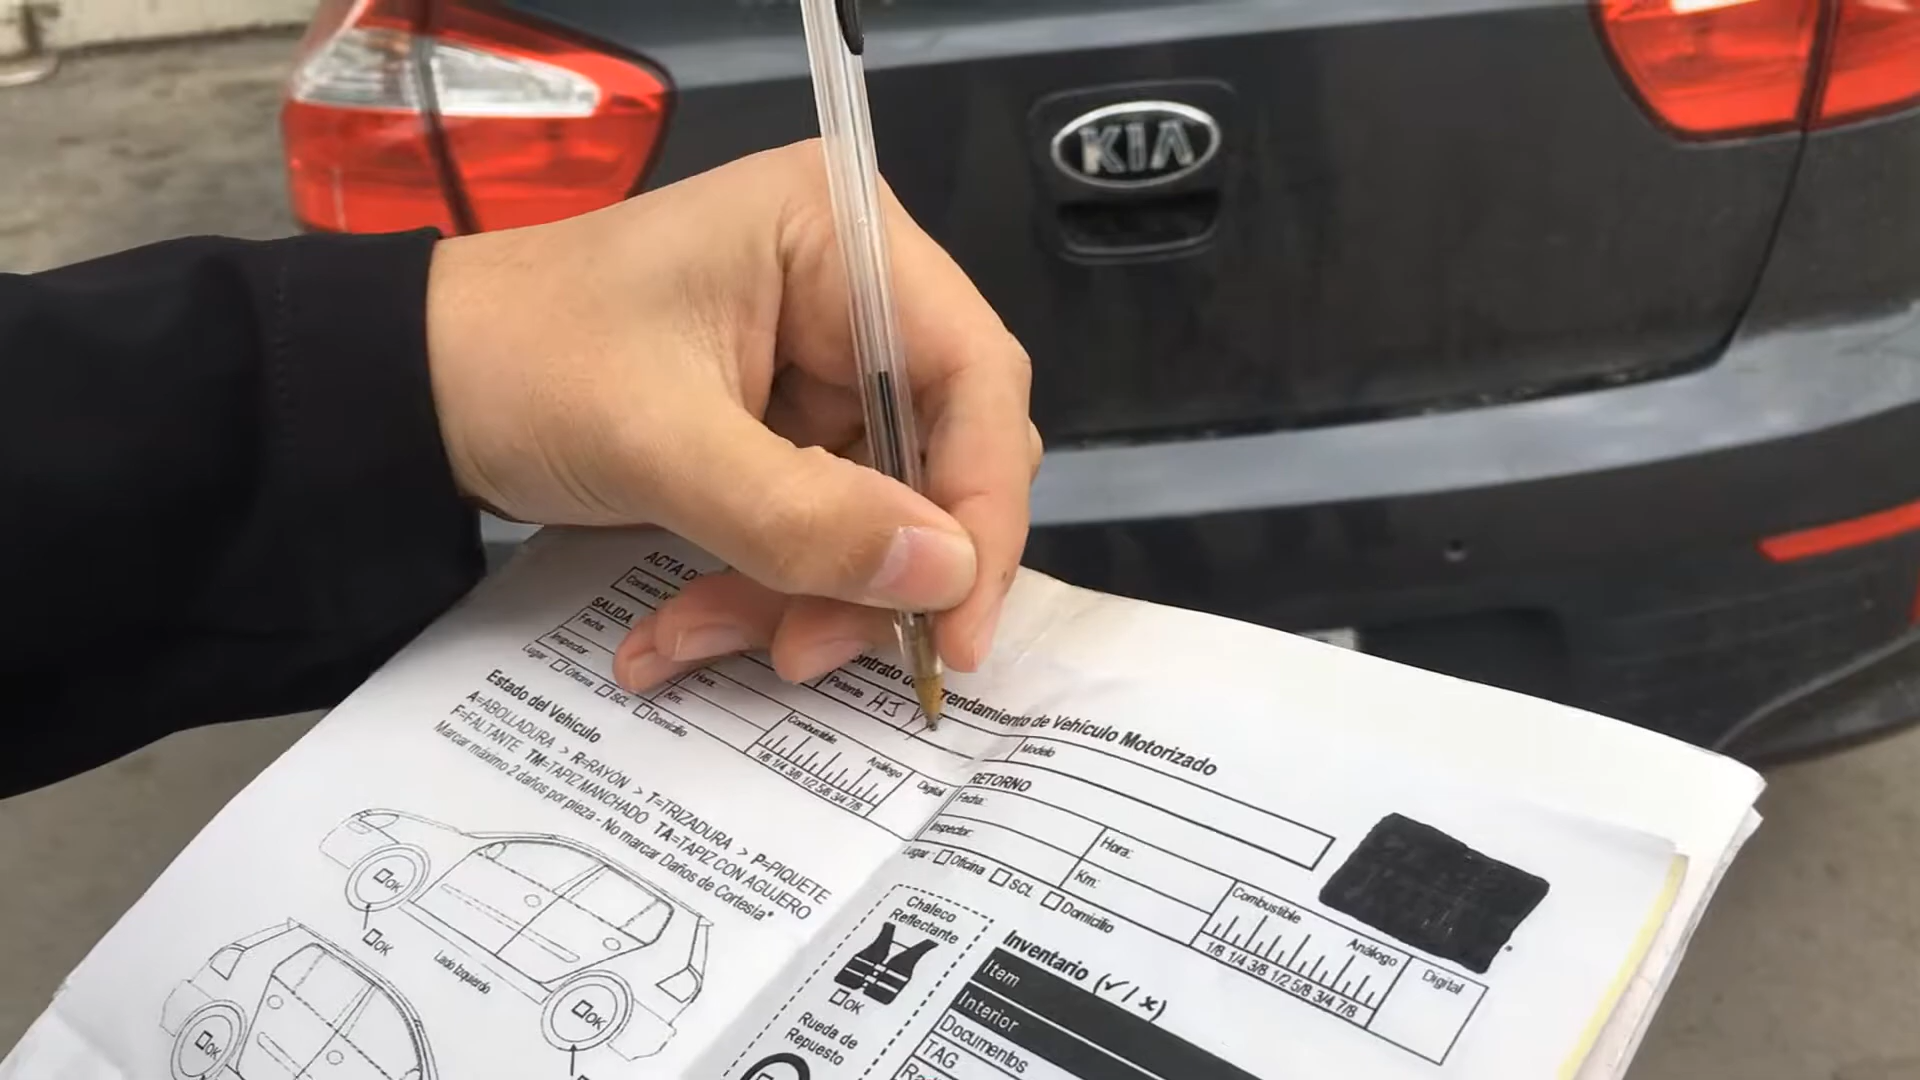 KIA
ACTA D
Contrato N
ontrato de rrendamiento de Vehículo Motorizado
Patente HJ
Modelo
SALIDA
Fecha:
Inspector:
Hora:
Km:
Lugar: Oficina SCL Domicilio
Combustible
Análogo
Digital
1/8 1/4 3/8 1/2 5/8 3/4 7/8
Estado del Vehículo
A=ABOLLADURA > R=RAYÓN > T=TRIZADURA > P=PIQUETE
F=FALTANTE TM=TAPIZ MANCHADO TA=TAPIZ CON AGUJERO
Marcar máximo 2 daños por pieza - No marcar Daños de Cortesía*
OK
OK
OK
Lado Izquierdo
OK
RETORNO
Fecha:
Inspector:
Hora:
Km:
Lugar: Oficina SCL Domicilio
Combustible
Análogo
Digital
1/8 1/4 3/8 1/2 5/8 3/4 7/8
Chaleco
Reflectante
OK
Rueda de
Repuesto
Inventario (✓/x)
Item
Interior
Documentos
TAG